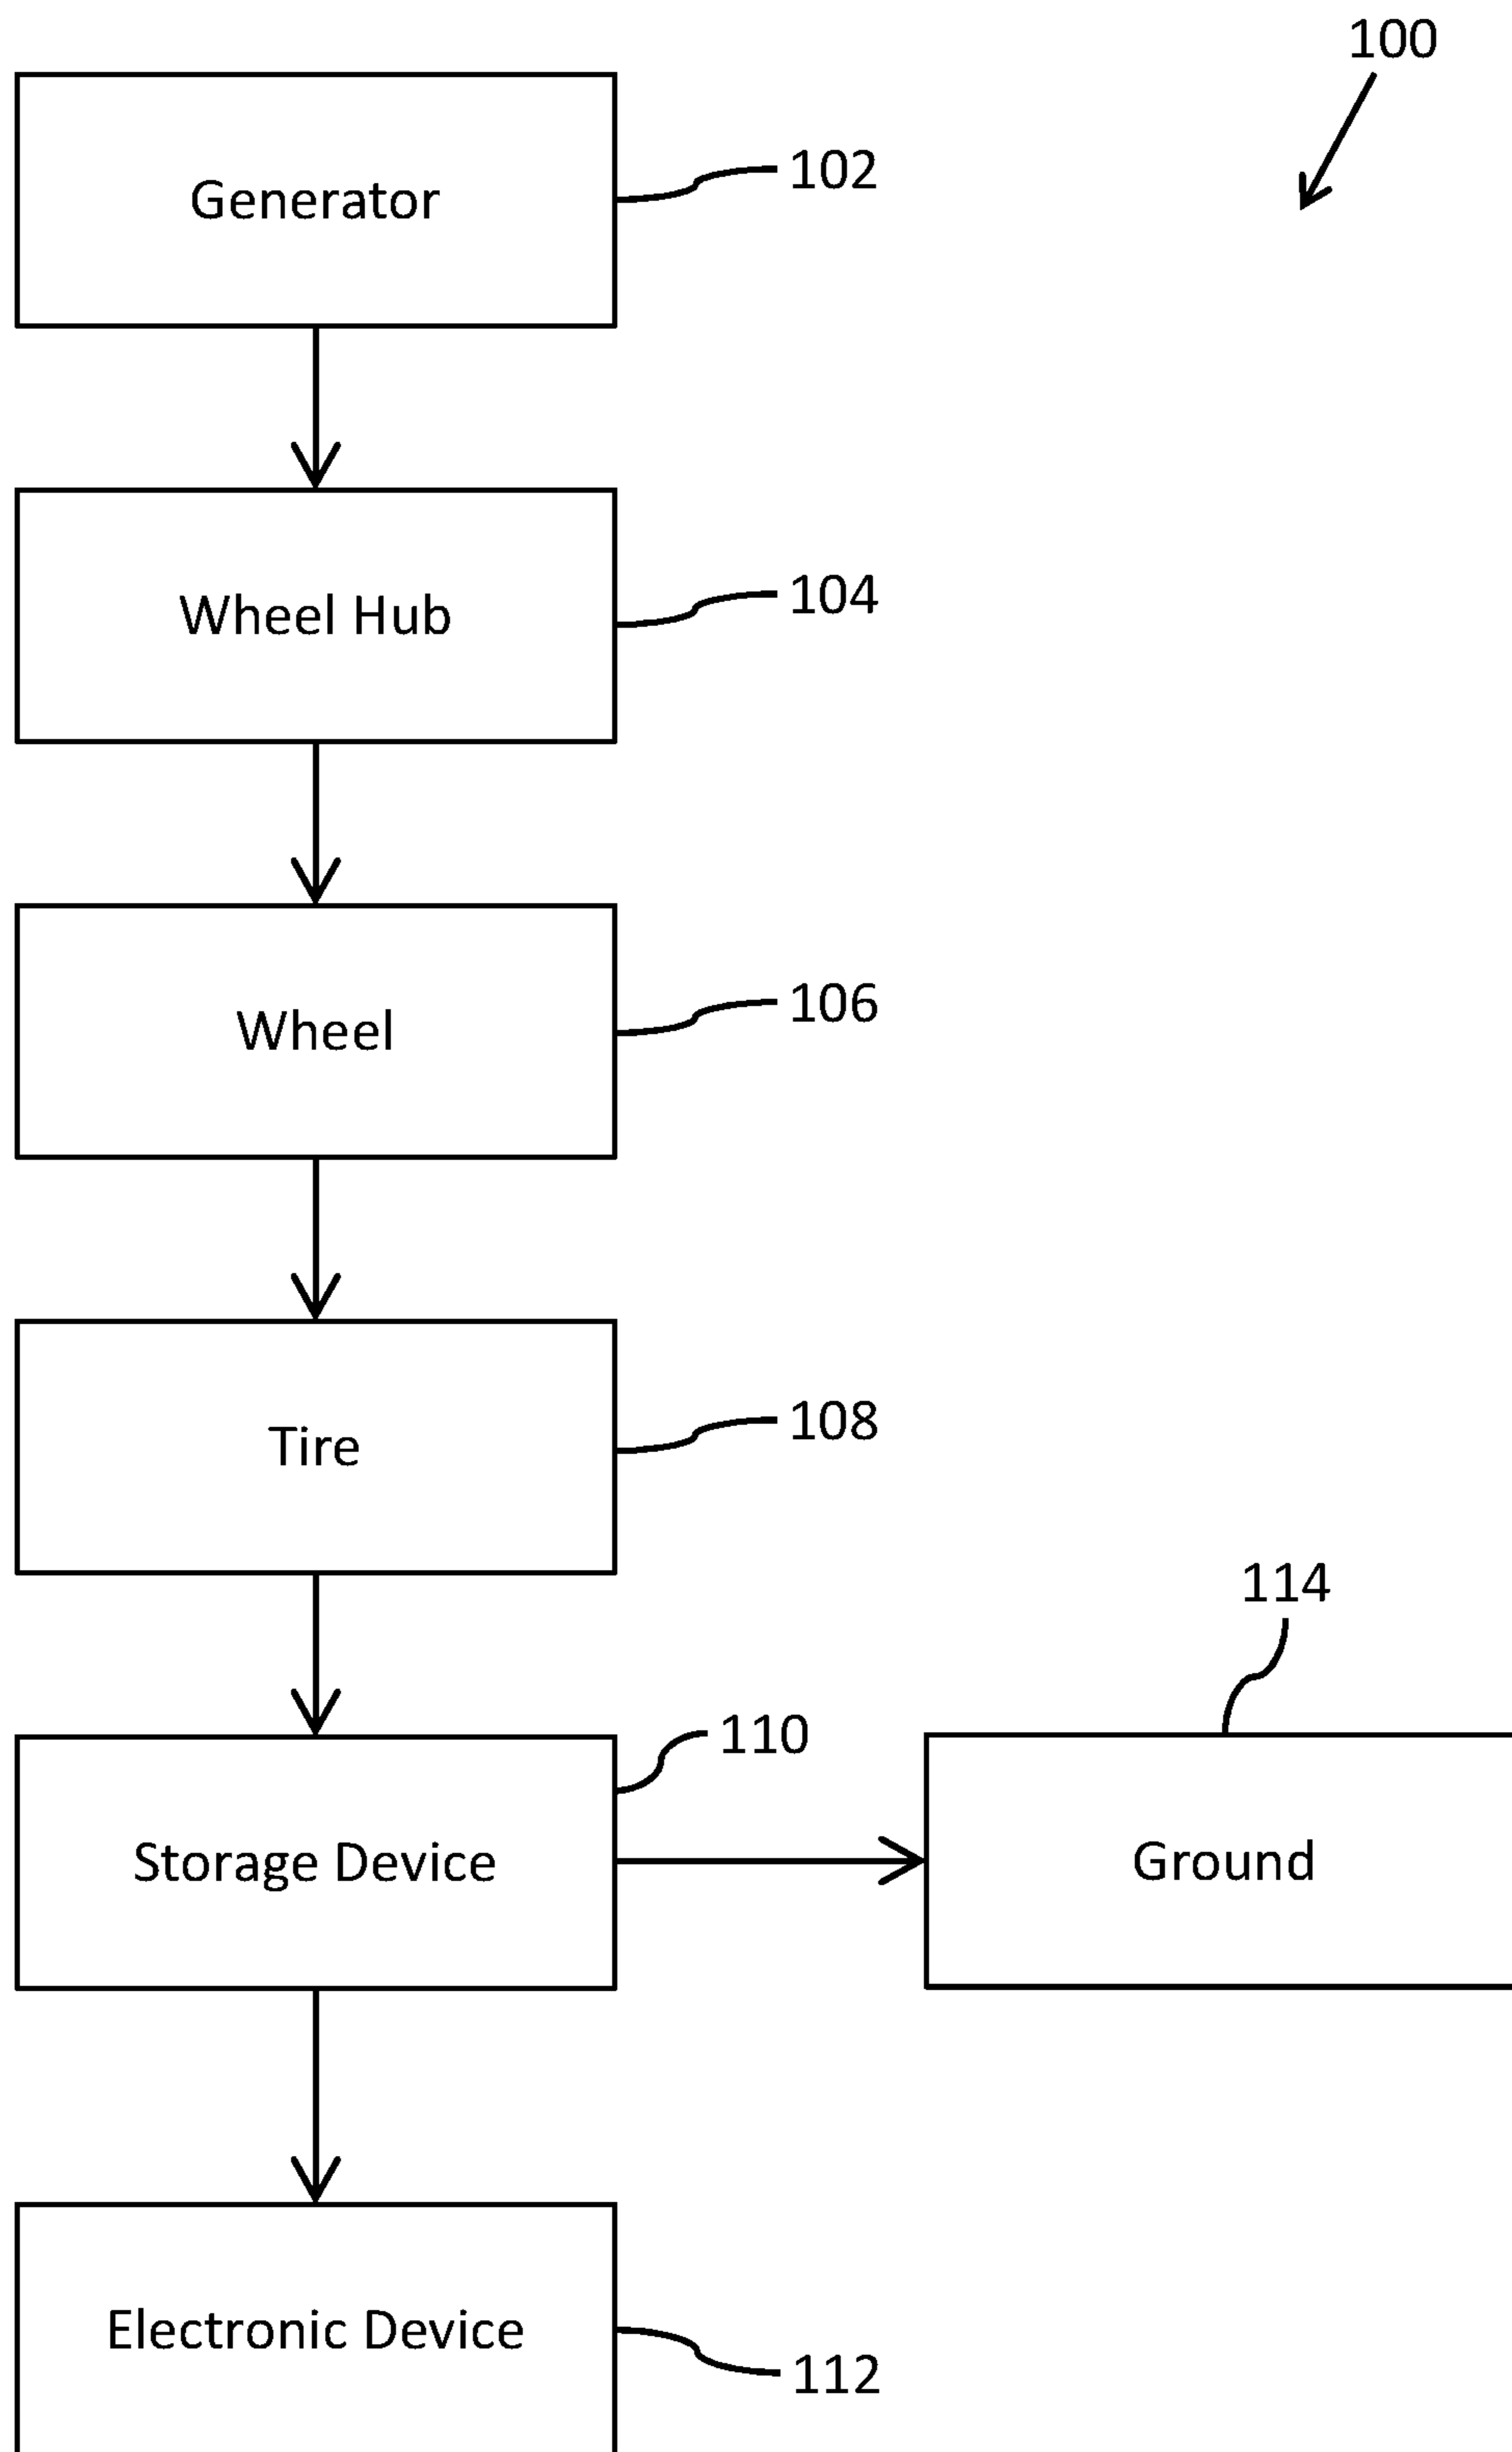 100
Generator
102
Wheel Hub
104
Wheel
106
Tire
108
114
Storage Device
110
Ground
Electronic Device
112